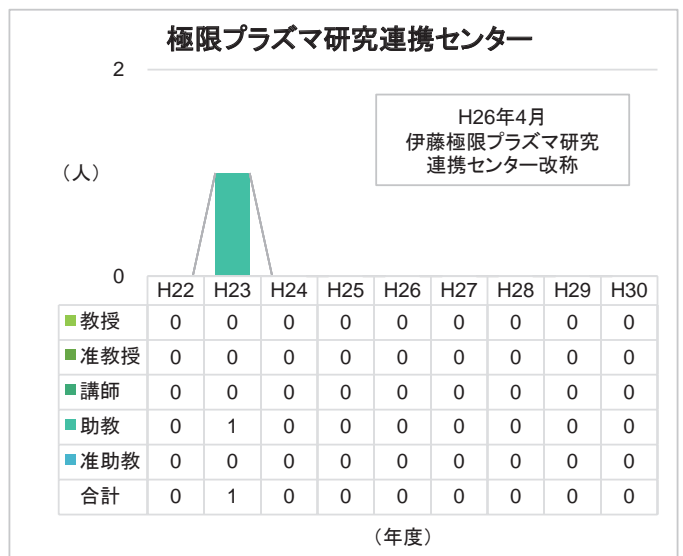 極限プラズマ研究連携センター
2
H26年4月
伊藤極限プラズマ研究
連携センター改称
（人）
0
H22 H23 H24 H25 H26 H27 H28 H29 H30
教授 0 0 0 0 0 0 0 0 0
准教授 0 0 0 0 0 0 0 0 0
講師 0 0 0 0 0 0 0 0 0
助教 0 1 0 0 0 0 0 0 0
准助教 0 0 0 0 0 0 0 0 0
合計 0 1 0 0 0 0 0 0 0
（年度）